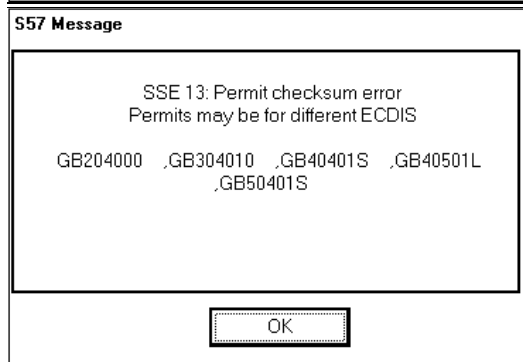 S57 Message
SSE 13: Permit checksum error
Permits may be for different ECDIS
GB204000 ,GB304010 ,GB40401S ,GB40501L
,GB50401S
OK